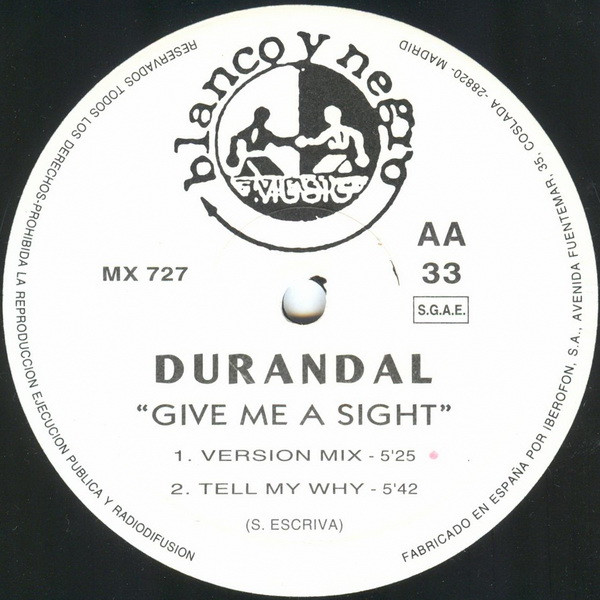 blanco y negro
MUSIC
AA
MX 727
33
S.G.A.E.
DURANDAL
“GIVE ME A SIGHT”
1. VERSION MIX - 5'25
2. TELL MY WHY - 5'42
(S. ESCRIVA)
RESERVADOS TODOS LOS DERECHOS-PROHIBIDA LA REPRODUCCION EJECUCION PUBLICA Y RADIODIFUSION
FABRICADO EN ESPAÑA POR IBEROFON, S.A., AVENIDA FUENTEMAR, 35, COSLADA -28820- MADRID